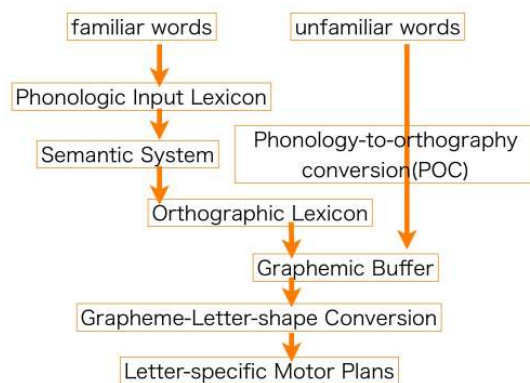 familiar words
unfamiliar words
Phonologic Input Lexicon
Semantic System
Phonology-to-orthography
conversion(POC)
Orthographic Lexicon
Graphemic Buffer
Grapheme-Letter-shape Conversion
Letter-specific Motor Plans